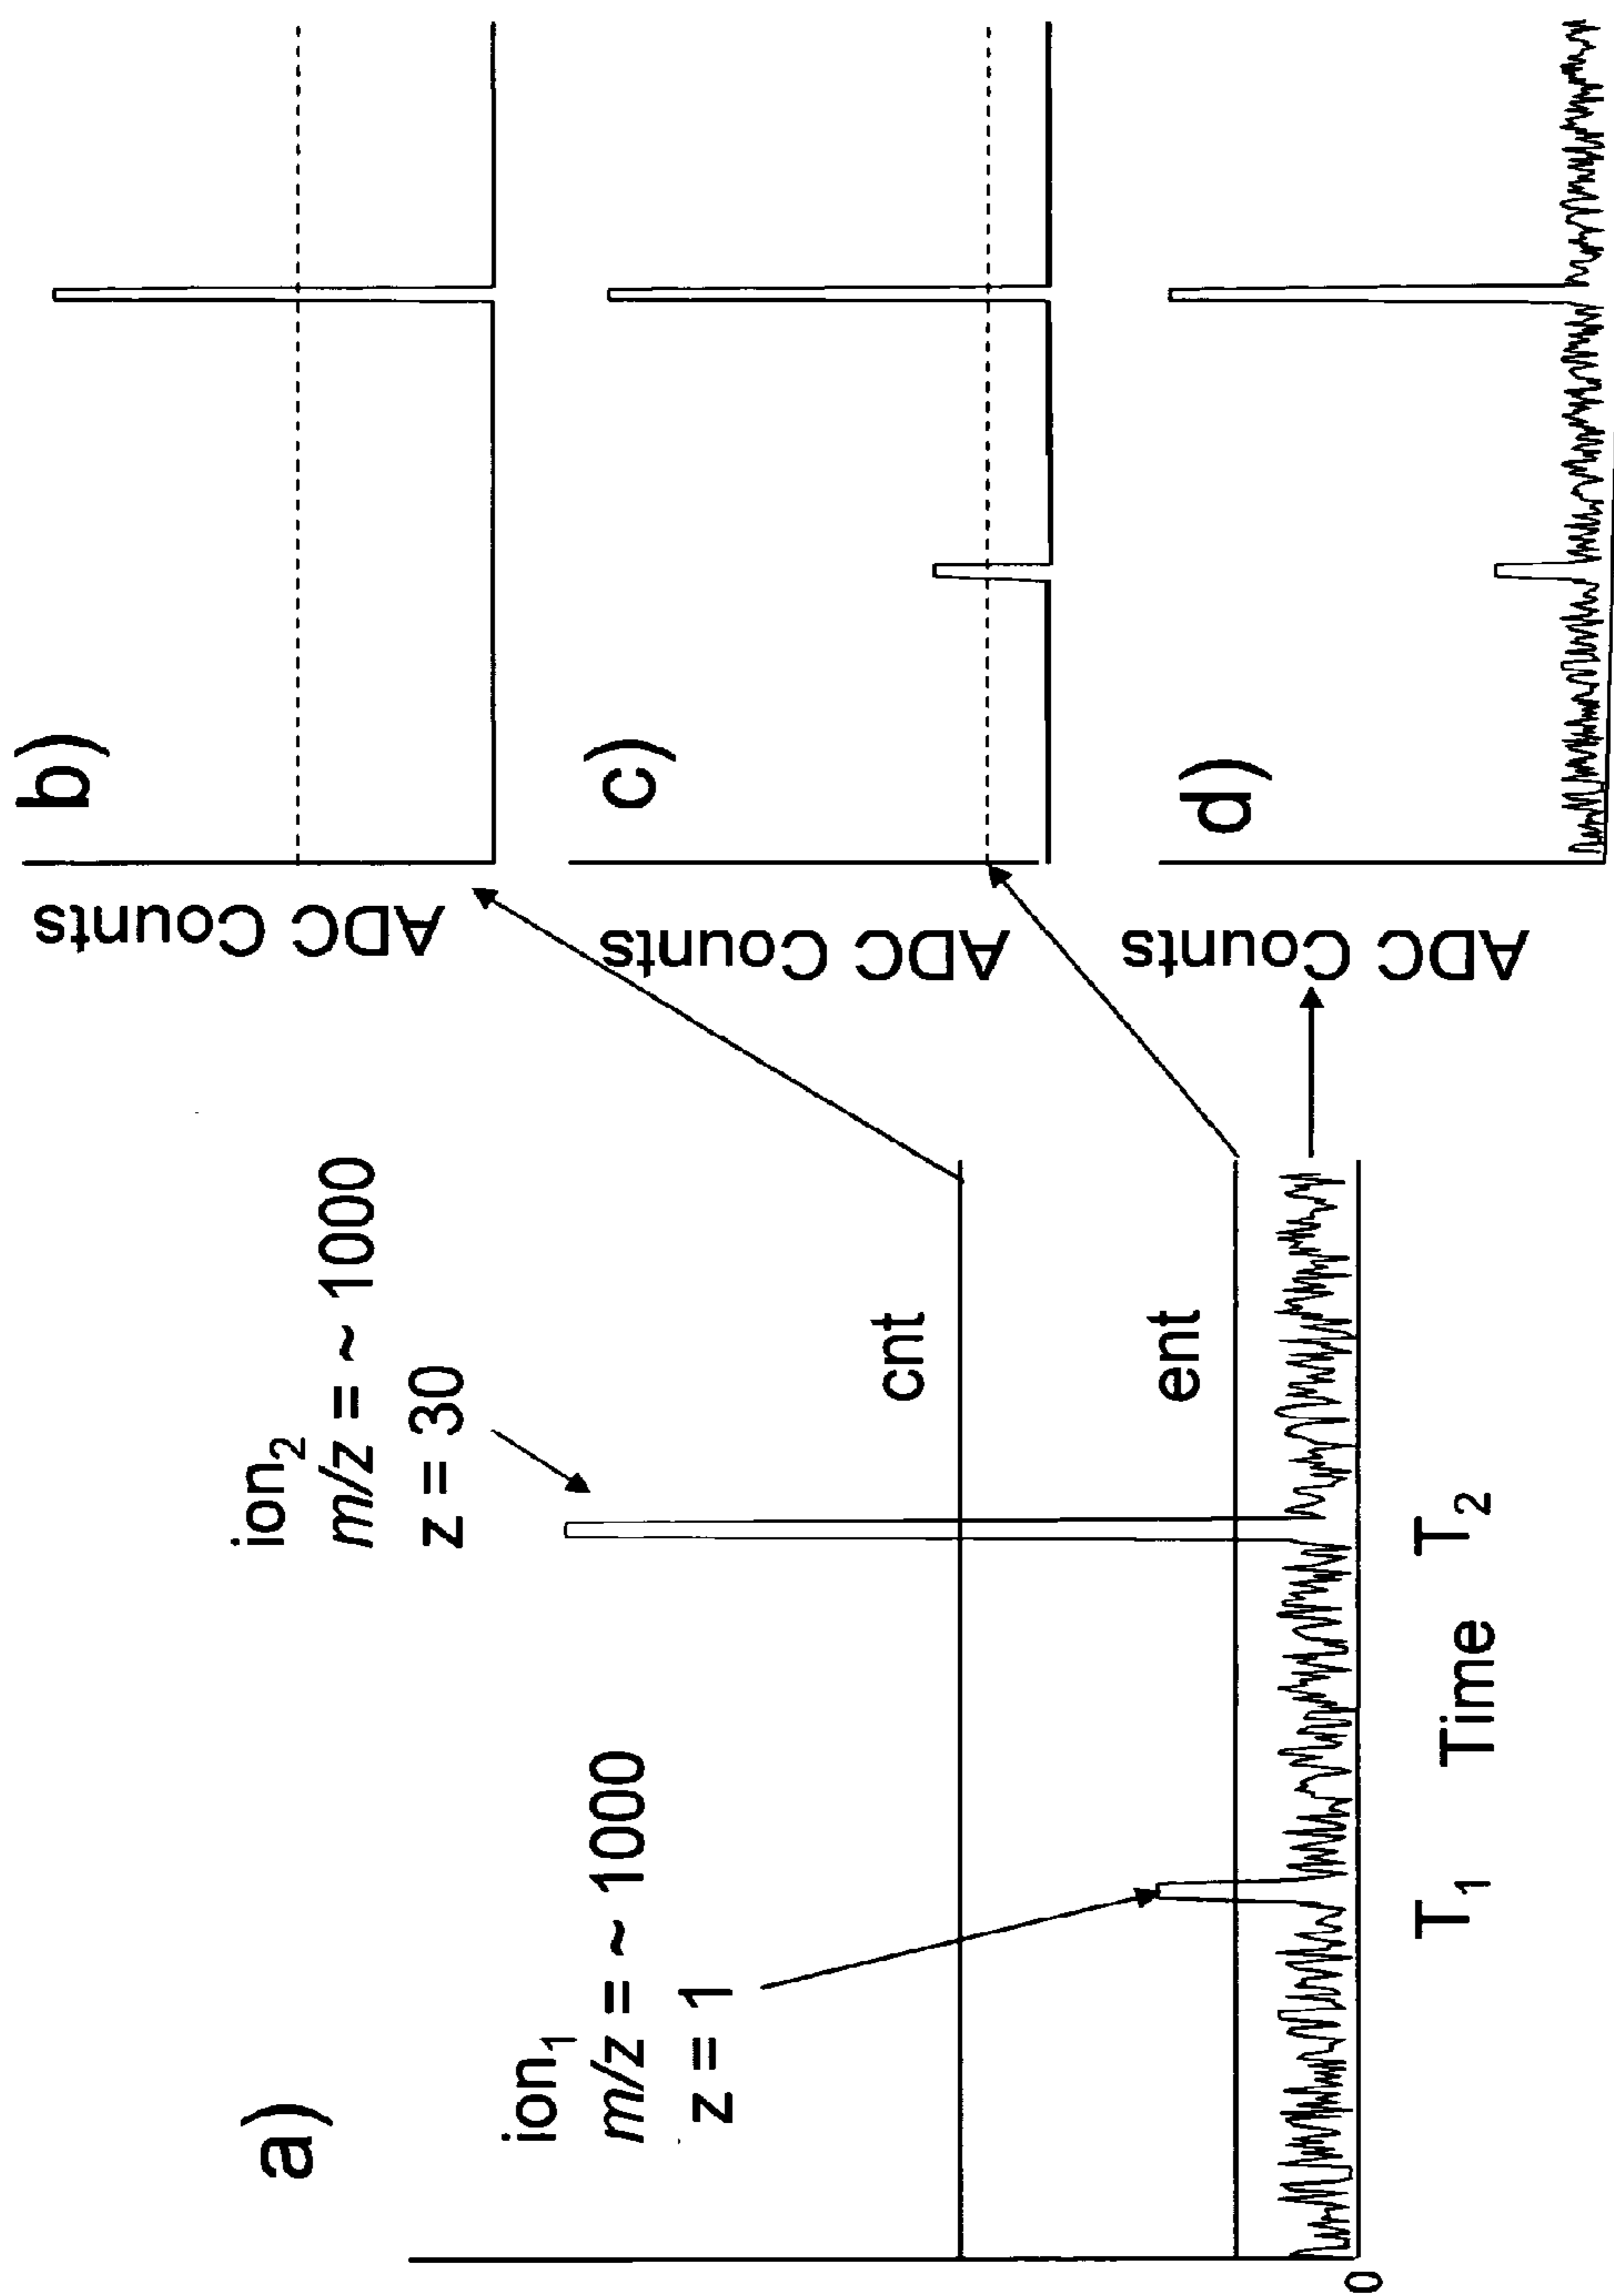 a)
ion₁
m/z = ~ 1000
z = 1
ion₂
m/z = ~ 1000
z = 30
cnt
ent
0
T₁
Time
T₂
b)
ADC Counts
c)
ADC Counts
d)
ADC Counts